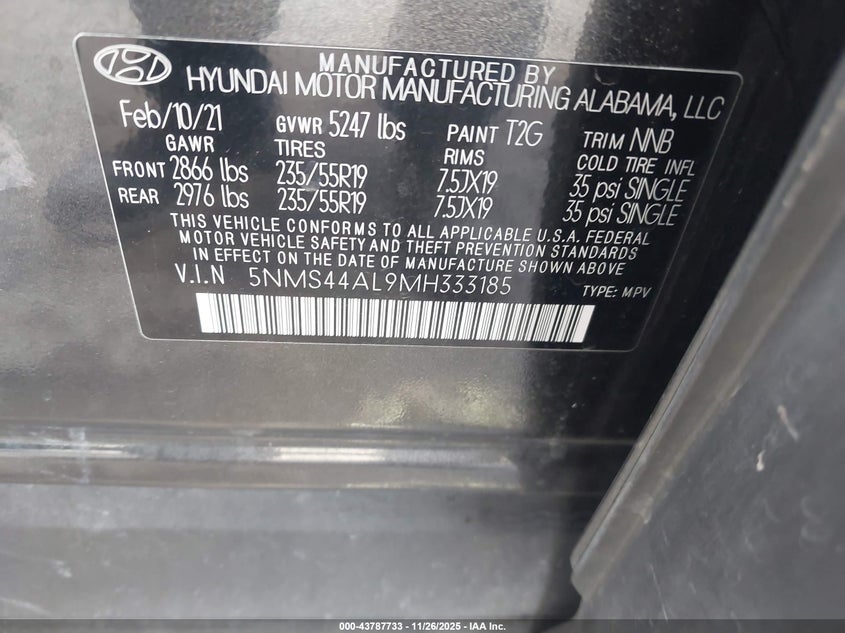 MANUFACTURED BY
HYUNDAI MOTOR MANUFACTURING ALABAMA, LLC
Feb/10/21 GVWR 5247 lbs PAINT T2G TRIM NNB
GAWR TIRES RIMS COLD TIRE INFL
FRONT 2866 lbs 235/55R19 7.5JX19 35 psi SINGLE
REAR 2976 lbs 235/55R19 7.5JX19 35 psi SINGLE
THIS VEHICLE CONFORMS TO ALL APPLICABLE U.S.A. FEDERAL
MOTOR VEHICLE SAFETY AND THEFT PREVENTION STANDARDS
IN EFFECT ON THE DATE OF MANUFACTURE SHOWN ABOVE
V.I.N 5NMS44AL9MH333185 TYPE: MPV
000-43787733 - 11/26/2025 - IAA Inc.